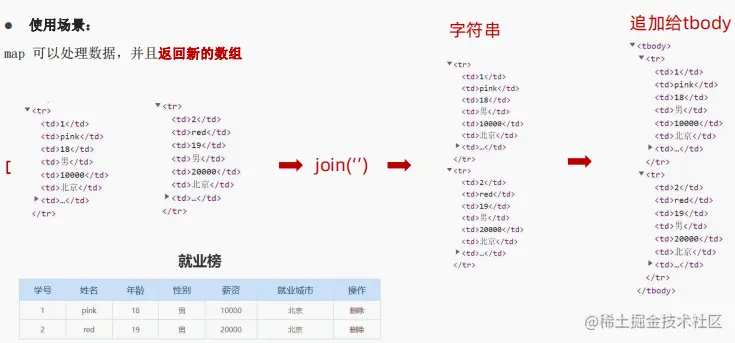 ● 使用场景:
map 可以处理数据，并且返回新的数组
[
▼<tr>
<td>1</td>
<td>pink</td>
<td>18</td>
<td>男</td>
<td>10000</td>
<td>北京</td>
▶<td>…</td>
</tr>
▼<tr>
<td>2</td>
<td>red</td>
<td>19</td>
<td>男</td>
<td>20000</td>
<td>北京</td>
▶<td>…</td>
</tr>
join(‘’)
字符串
▼<tr>
<td>1</td>
<td>pink</td>
<td>18</td>
<td>男</td>
<td>10000</td>
<td>北京</td>
▶<td>…</td>
</tr>
▼<tr>
<td>2</td>
<td>red</td>
<td>19</td>
<td>男</td>
<td>20000</td>
<td>北京</td>
▶<td>…</td>
</tr>
追加给tbody
▼<tbody>
▼<tr>
<td>1</td>
<td>pink</td>
<td>18</td>
<td>男</td>
<td>10000</td>
<td>北京</td>
▶<td>…</td>
</tr>
▼<tr>
<td>2</td>
<td>red</td>
<td>19</td>
<td>男</td>
<td>20000</td>
<td>北京</td>
▶<td>…</td>
</tr>
</tbody>
就业榜
学号 姓名 年龄 性别 薪资 就业城市 操作
1 pink 18 男 10000 北京 删除
2 red 19 男 20000 北京 删除
@稀土掘金技术社区